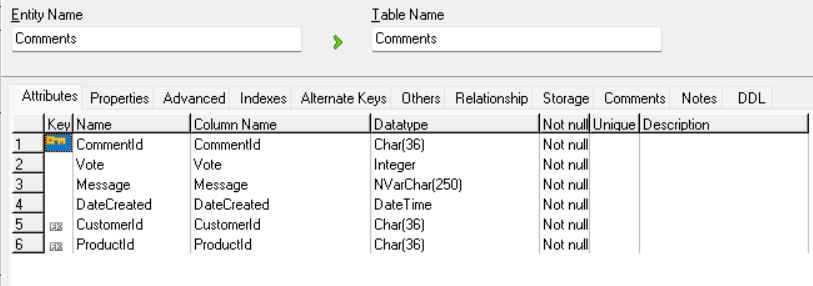 Entity Name Table Name
Comments Comments
Attributes Properties Advanced Indexes Alternate Keys Others Relationship Storage Comments Notes DDL
Key Name Column Name Datatype Not null Unique Description
1 CommentId CommentId Char(36) Not null
2 Vote Vote Integer Not null
3 Message Message NVarChar(250) Not null
4 DateCreated DateCreated DateTime Not null
5 FK CustomerId CustomerId Char(36) Not null
6 FK ProductId ProductId Char(36) Not null